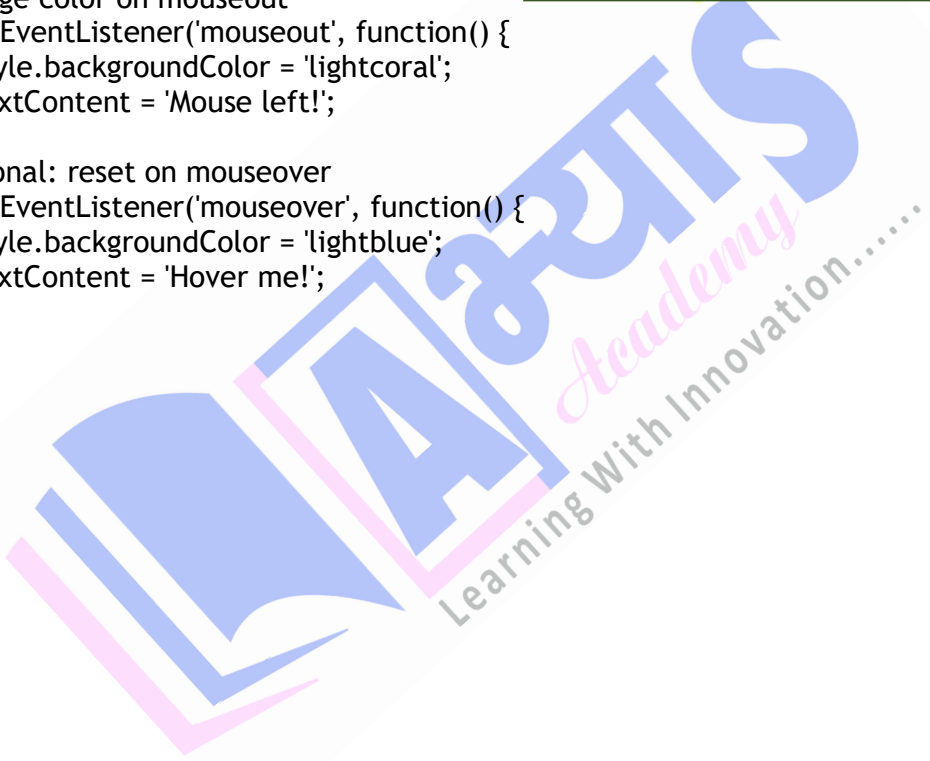 ge color on mouseout
EventListener('mouseout', function() {
yle.backgroundColor = 'lightcoral';
xtContent = 'Mouse left!';
onal: reset on mouseover
EventListener('mouseover', function() {
yle.backgroundColor = 'lightblue';
xtContent = 'Hover me!';
A
Academy
Learning With Innovation......